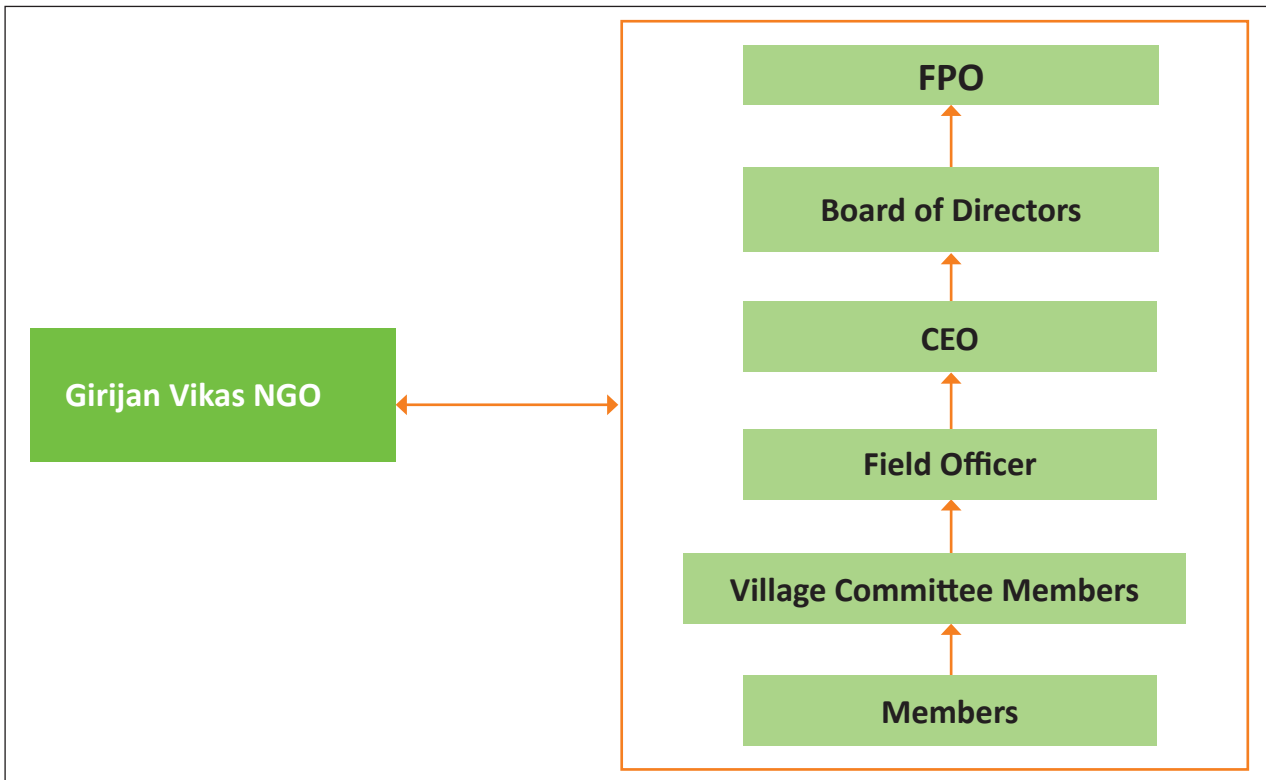 FPO
Board of Directors
CEO
Girijan Vikas NGO
Field Officer
Village Committee Members
Members